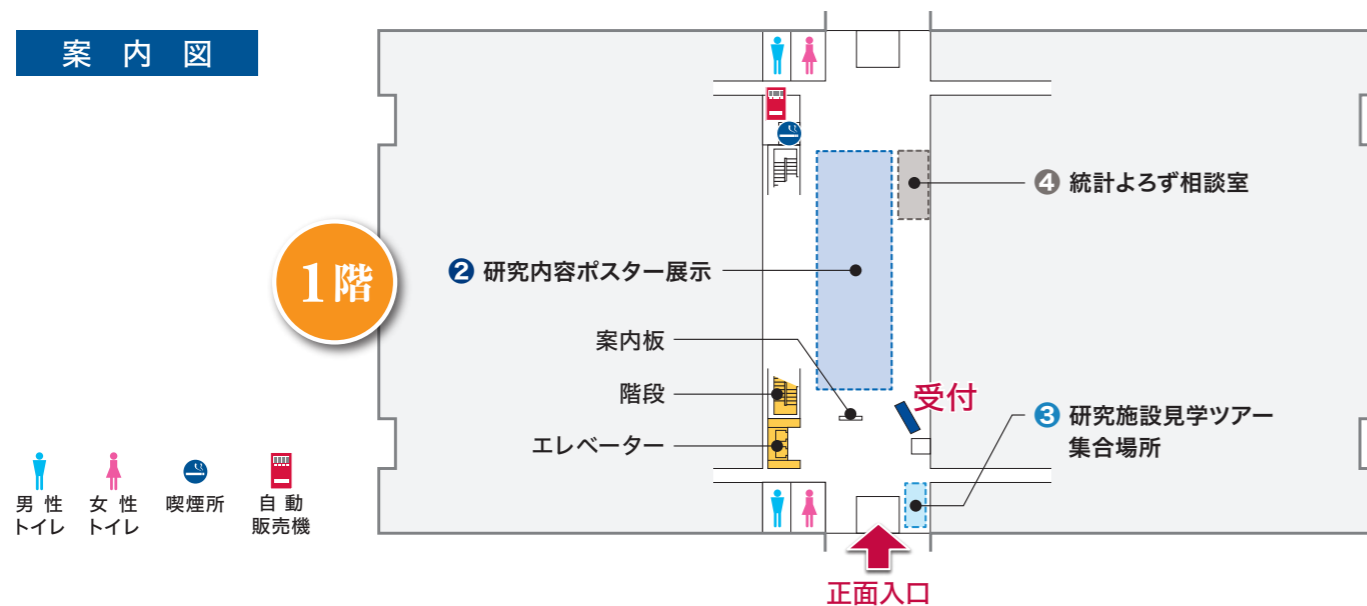 案内図
1階
❹ 統計よろず相談室
❷ 研究内容ポスター展示
案内板
階段
受付
❸ 研究施設見学ツアー
集合場所
エレベーター
男性
トイレ
女性
トイレ
喫煙所
自動
販売機
正面入口